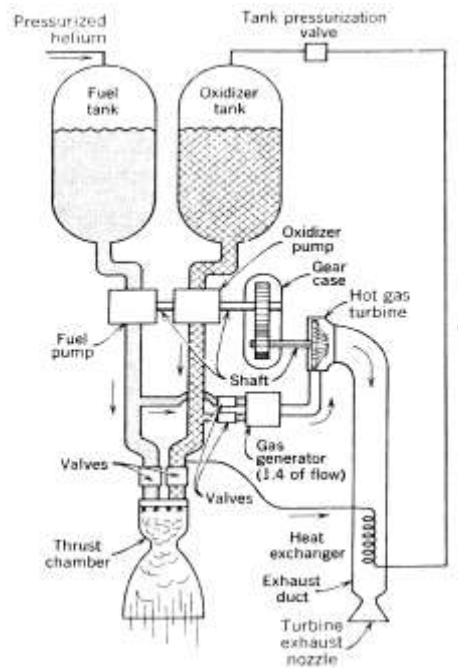 Pressurized
helium
Tank pressurization
valve
Fuel
tank
Oxidizer
tank
Oxidizer
pump
Gear
case
Hot gas
turbine
Fuel
pump
Shaft
Valves
Gas
generator
(1.4 of flow)
Valves
Thrust
chamber
Heat
exchanger
Exhaust
duct
Turbine
exhaust
nozzle